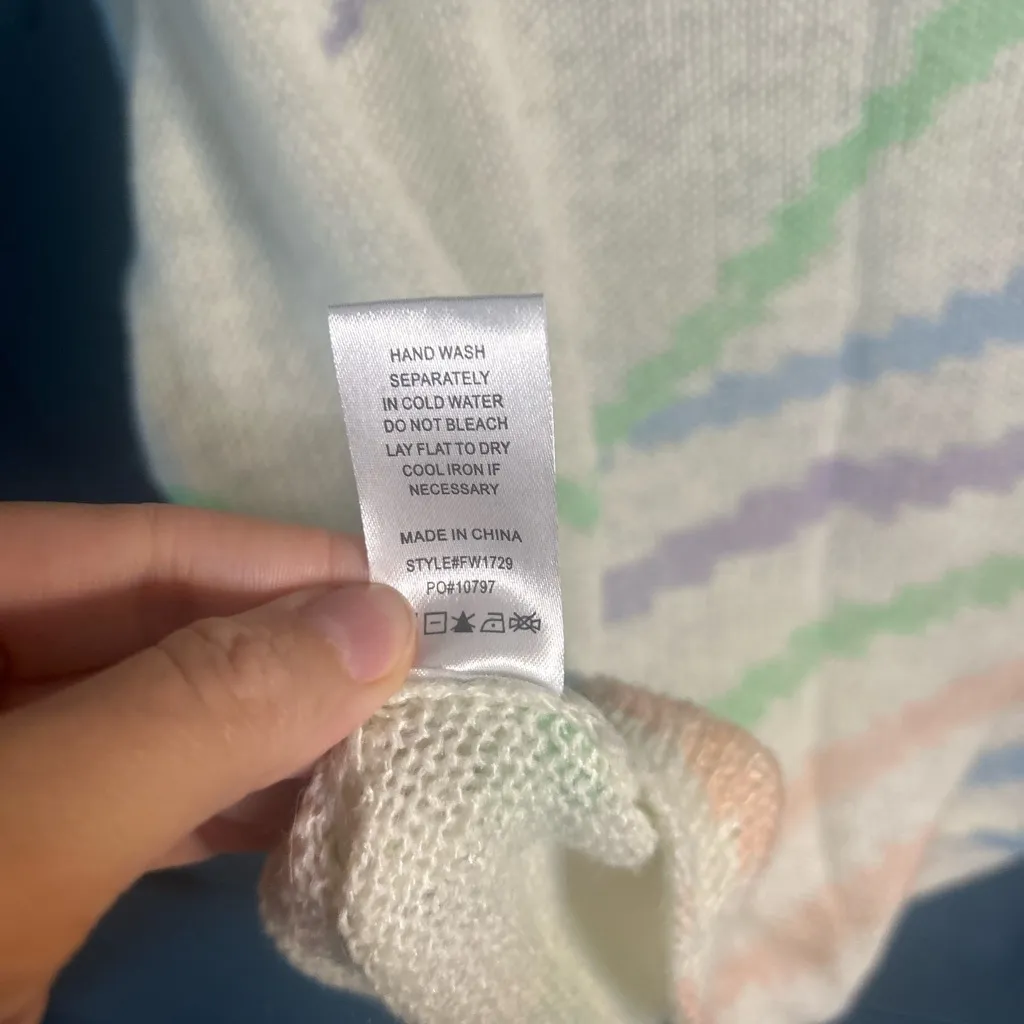 HAND WASH
SEPARATELY
IN COLD WATER
DO NOT BLEACH
LAY FLAT TO DRY
COOL IRON IF
NECESSARY
MADE IN CHINA
STYLE#FW1729
PO#10797